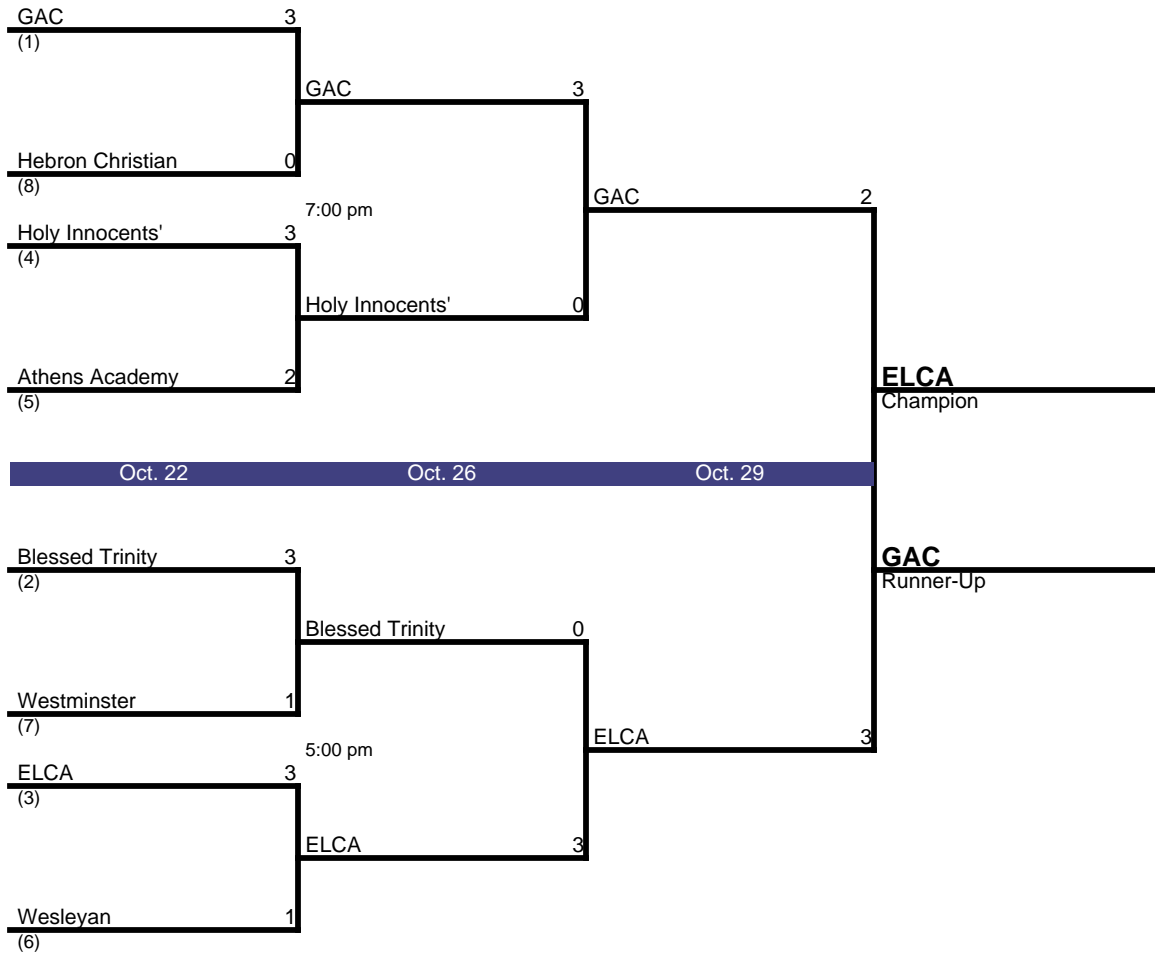 GAC 3
(1)
GAC 3
Hebron Christian 0
(8)
7:00 pm
GAC 2
Holy Innocents' 3
(4)
Holy Innocents' 0
Athens Academy 2
(5)
ELCA
Champion
Oct. 22 Oct. 26 Oct. 29
Blessed Trinity 3
(2)
GAC
Runner-Up
Blessed Trinity 0
Westminster 1
(7)
5:00 pm
ELCA 3
ELCA 3
(3)
ELCA 3
Wesleyan 1
(6)